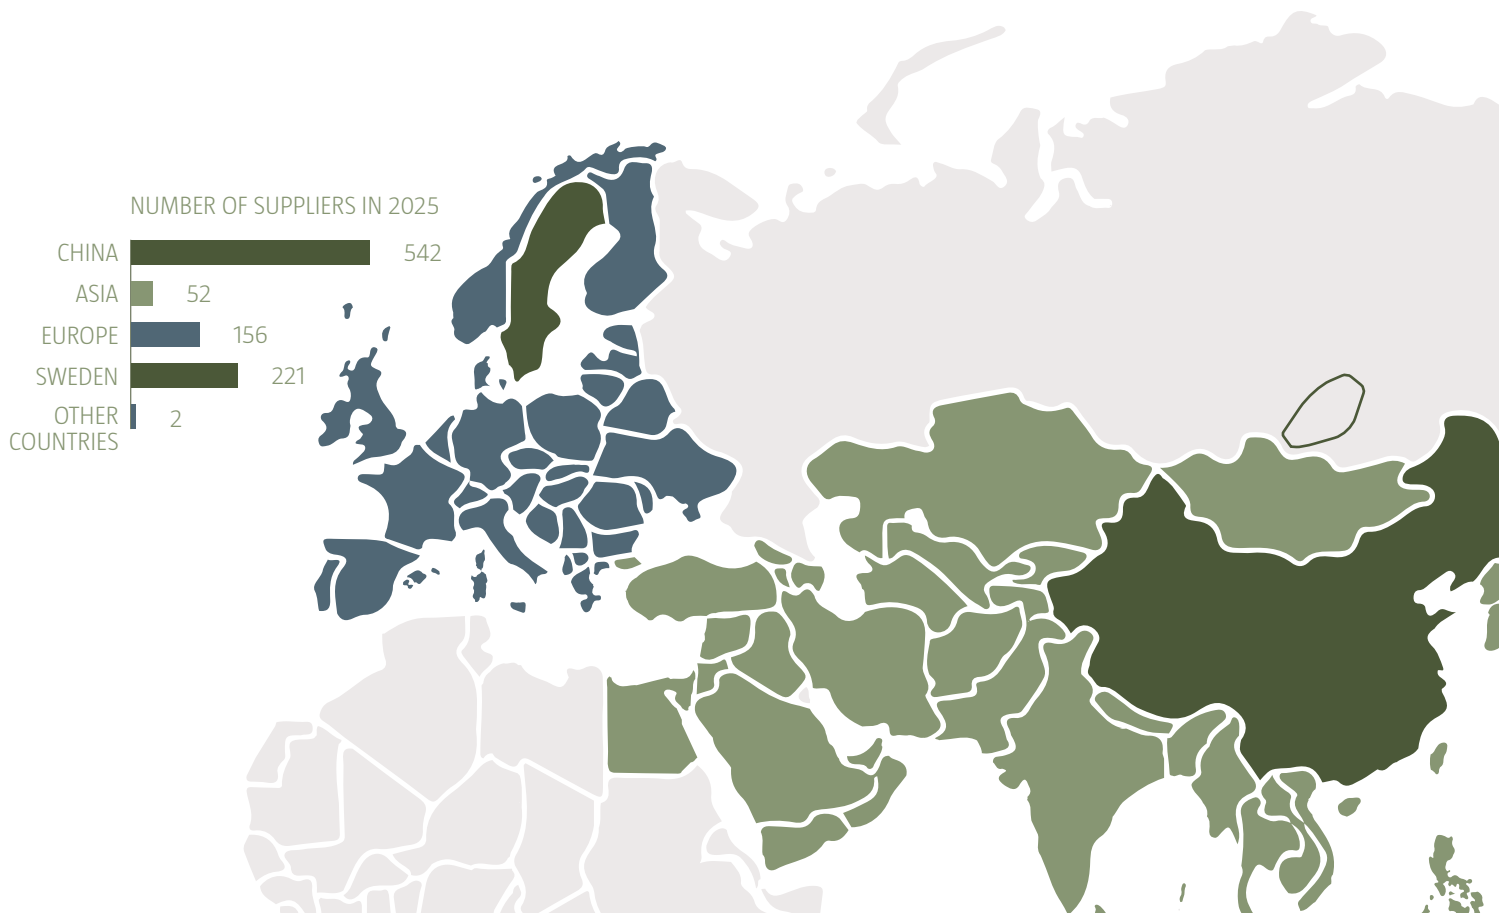 NUMBER OF SUPPLIERS IN 2025
CHINA 542
ASIA 52
EUROPE 156
SWEDEN 221
OTHER 2
COUNTRIES